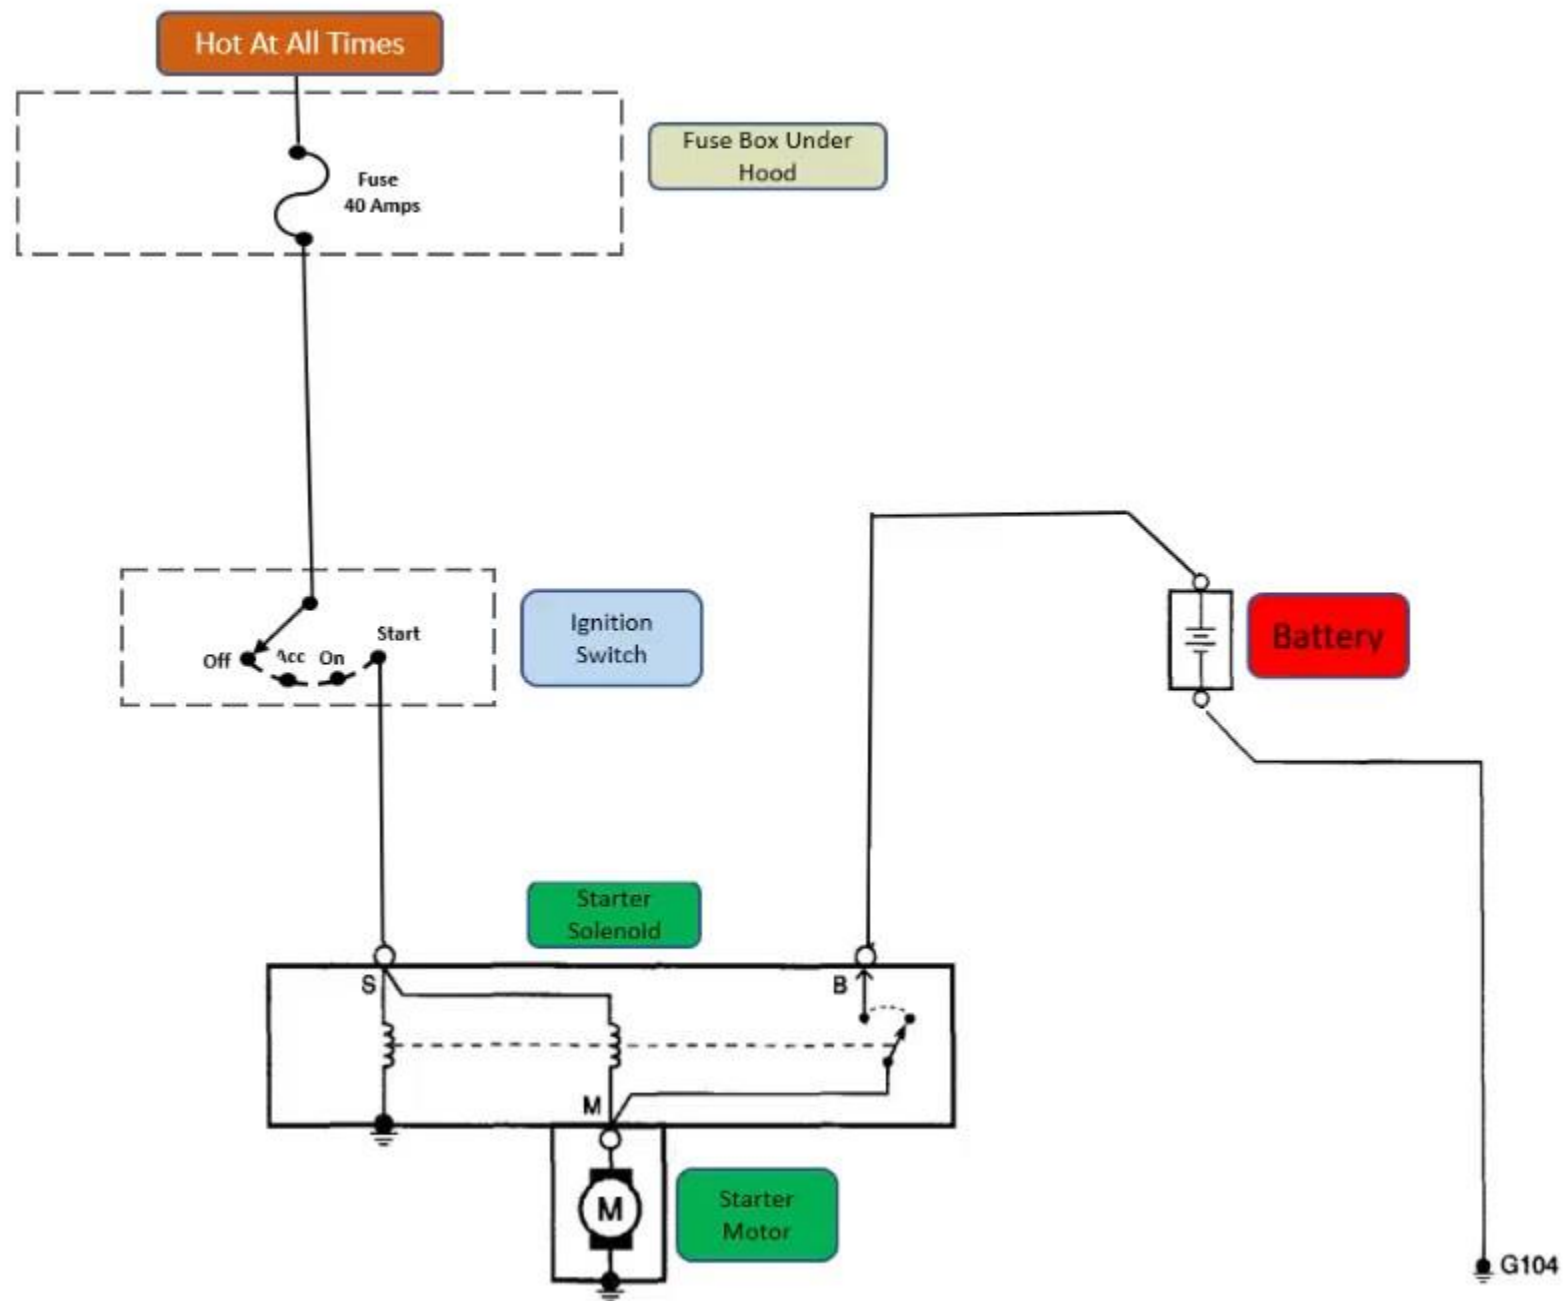 Hot At All Times
Fuse Box Under
Hood
Fuse
40 Amps
Ignition
Switch
Start
Off
Acc
On
Battery
Starter
Solenoid
S
B
M
M
Starter
Motor
G104